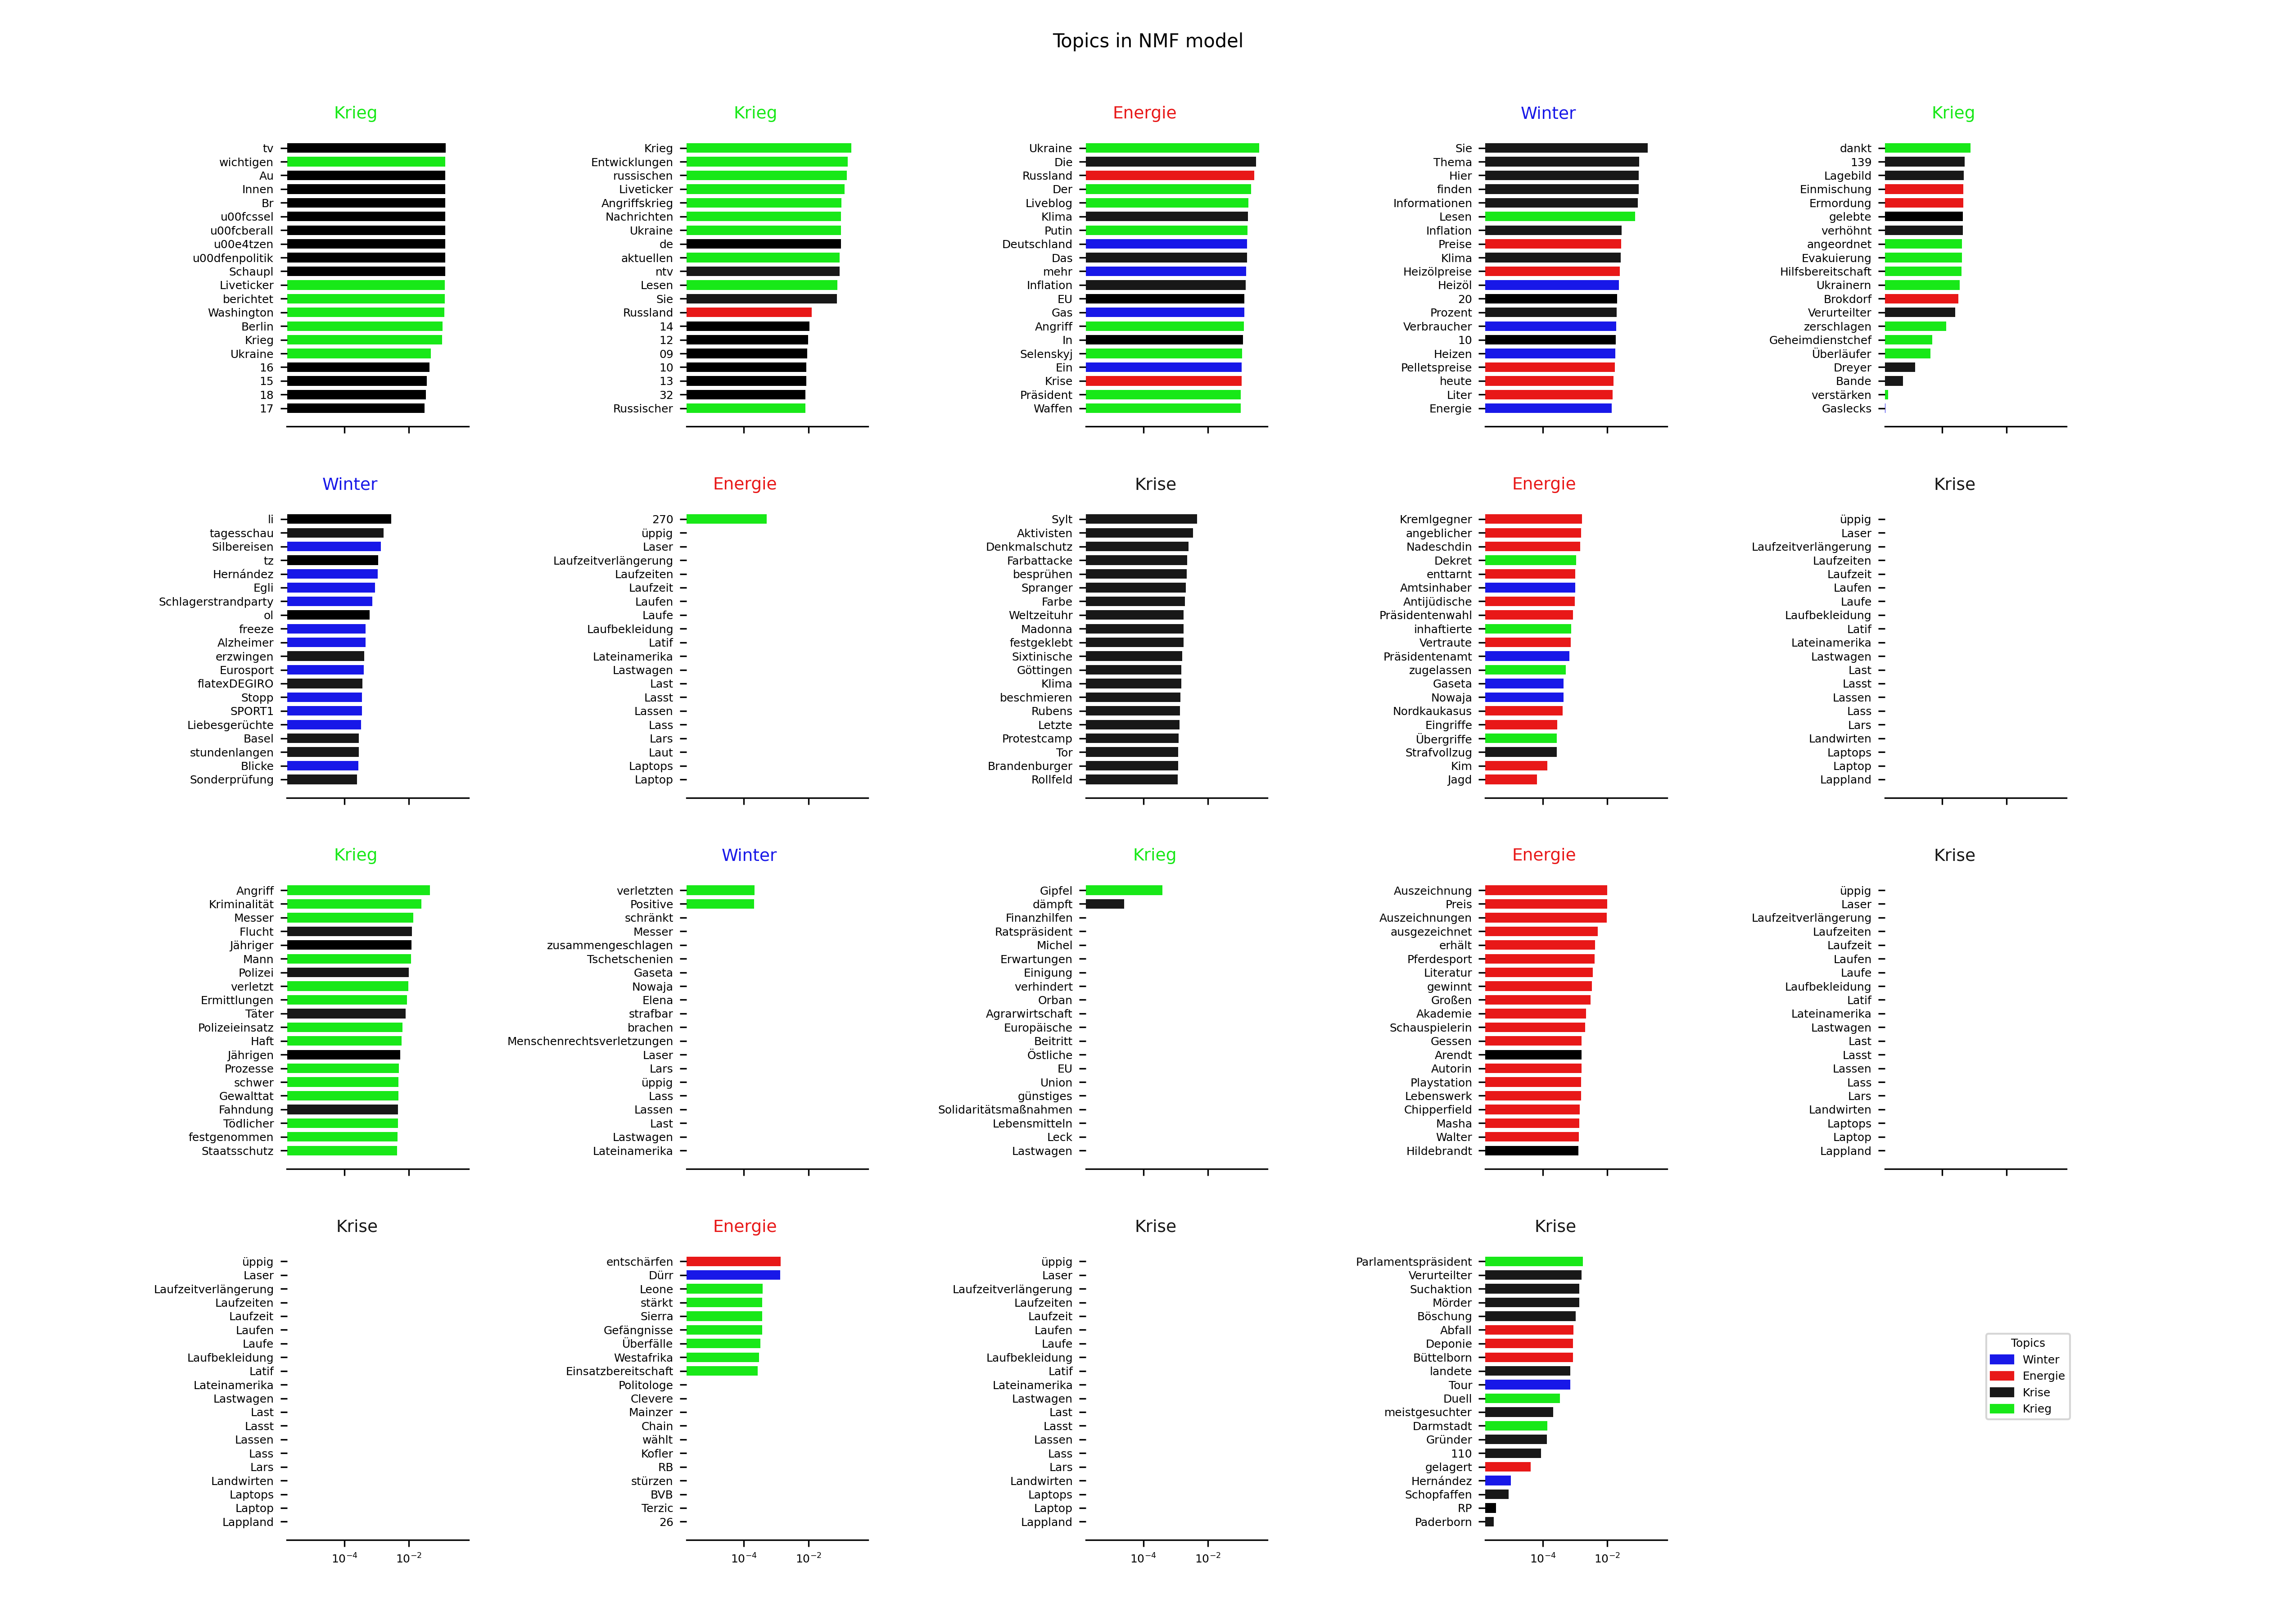 Topics in NMF model
Krieg
tv
wichtigen
Au
Innen
Br
u00fcssel
u00fcberall
u00e4tzen
u00dfenpolitik
Schaupl
Liveticker
berichtet
Washington
Berlin
Krieg
Ukraine
16
15
18
17
Krieg
Krieg
Entwicklungen
russischen
Liveticker
Angriffskrieg
Nachrichten
Ukraine
de
aktuellen
ntv
Lesen
Sie
Russland
14
12
09
10
13
32
Russischer
Energie
Ukraine
Die
Russland
Der
Liveblog
Klima
Putin
Deutschland
Das
mehr
Inflation
EU
Gas
Angriff
In
Selenskyj
Ein
Krise
Präsident
Waffen
Winter
Sie
Thema
Hier
finden
Informationen
Lesen
Inflation
Preise
Klima
Heizölpreise
Heizöl
20
Prozent
Verbraucher
10
Heizen
Pelletspreise
heute
Liter
Energie
Krieg
dankt
139
Lagebild
Einmischung
Ermordung
gelebte
verhöhnt
angeordnet
Evakuierung
Hilfsbereitschaft
Ukrainern
Brokdorf
Verurteilter
zerschlagen
Geheimdienstchef
Überläufer
Dreyer
Bande
verstärken
Gaslecks
Winter
li
tagesschau
Silbereisen
tz
Hernández
Egli
Schlagerstrandparty
ol
freeze
Alzheimer
erzwingen
Eurosport
flatexDEGIRO
Stopp
SPORT1
Liebesgerüchte
Basel
stundenlangen
Blicke
Sonderprüfung
Energie
270
üppig
Laser
Laufzeitverlängerung
Laufzeiten
Laufzeit
Laufen
Laufe
Laufbekleidung
Latif
Lateinamerika
Lastwagen
Last
Lasst
Lassen
Lass
Lars
Laut
Laptops
Laptop
Krise
Sylt
Aktivisten
Denkmalschutz
Farbattacke
besprühen
Spranger
Farbe
Weltzeituhr
Madonna
festgeklebt
Sixtinische
Göttingen
Klima
beschmieren
Rubens
Letzte
Protestcamp
Tor
Brandenburger
Rollfeld
Energie
Kremlgegner
angeblicher
Nadeschdin
Dekret
enttarnt
Amtsinhaber
Antijüdische
Präsidentenwahl
inhaftierte
Vertraute
Präsidentenamt
zugelassen
Gaseta
Nowaja
Nordkaukasus
Eingriffe
Übergriffe
Strafvollzug
Kim
Jagd
Krise
üppig
Laser
Laufzeitverlängerung
Laufzeiten
Laufzeit
Laufen
Laufe
Laufbekleidung
Latif
Lateinamerika
Lastwagen
Last
Lasst
Lassen
Lass
Lars
Landwirten
Laptops
Laptop
Lappland
Krieg
Angriff
Kriminalität
Messer
Flucht
Jähriger
Mann
Polizei
verletzt
Ermittlungen
Täter
Polizeieinsatz
Haft
Jährigen
Prozesse
schwer
Gewalttat
Fahndung
Tödlicher
festgenommen
Staatsschutz
Winter
verletzten
Positive
schränkt
Messer
zusammengeschlagen
Tschetschenien
Gaseta
Nowaja
Elena
strafbar
brachen
Menschenrechtsverletzungen
Laser
Lars
üppig
Lass
Lassen
Last
Lastwagen
Lateinamerika
Krieg
Gipfel
dämpft
Finanzhilfen
Ratspräsident
Michel
Erwartungen
Einigung
verhindert
Orban
Agrarwirtschaft
Europäische
Beitritt
Östliche
EU
Union
günstiges
Solidaritätsmaßnahmen
Lebensmitteln
Leck
Lastwagen
Energie
Auszeichnung
Preis
Auszeichnungen
ausgezeichnet
erhält
Pferdesport
Literatur
gewinnt
Großen
Akademie
Schauspielerin
Gessen
Arendt
Autorin
Playstation
Lebenswerk
Chipperfield
Masha
Walter
Hildebrandt
Krise
üppig
Laser
Laufzeitverlängerung
Laufzeiten
Laufzeit
Laufen
Laufe
Laufbekleidung
Latif
Lateinamerika
Lastwagen
Last
Lasst
Lassen
Lass
Lars
Landwirten
Laptops
Laptop
Lappland
Krise
üppig
Laser
Laufzeitverlängerung
Laufzeiten
Laufzeit
Laufen
Laufe
Laufbekleidung
Latif
Lateinamerika
Lastwagen
Last
Lasst
Lassen
Lass
Lars
Landwirten
Laptops
Laptop
Lappland
10⁻⁴ 10⁻²
Energie
entschärfen
Dürr
Leone
stärkt
Sierra
Gefängnisse
Überfälle
Westafrika
Einsatzbereitschaft
Politologe
Clevere
Mainzer
Chain
wählt
Kofler
RB
stürzen
BVB
Terzic
26
10⁻⁴ 10⁻²
Krise
üppig
Laser
Laufzeitverlängerung
Laufzeiten
Laufzeit
Laufen
Laufe
Laufbekleidung
Latif
Lateinamerika
Lastwagen
Last
Lasst
Lassen
Lass
Lars
Landwirten
Laptops
Laptop
Lappland
10⁻⁴ 10⁻²
Krise
Parlamentspräsident
Verurteilter
Suchaktion
Mörder
Böschung
Abfall
Deponie
Büttelborn
landete
Tour
Duell
meistgesuchter
Darmstadt
Gründer
110
gelagert
Hernández
Schopfaffen
RP
Paderborn
10⁻⁴ 10⁻²
Topics
Winter
Energie
Krise
Krieg